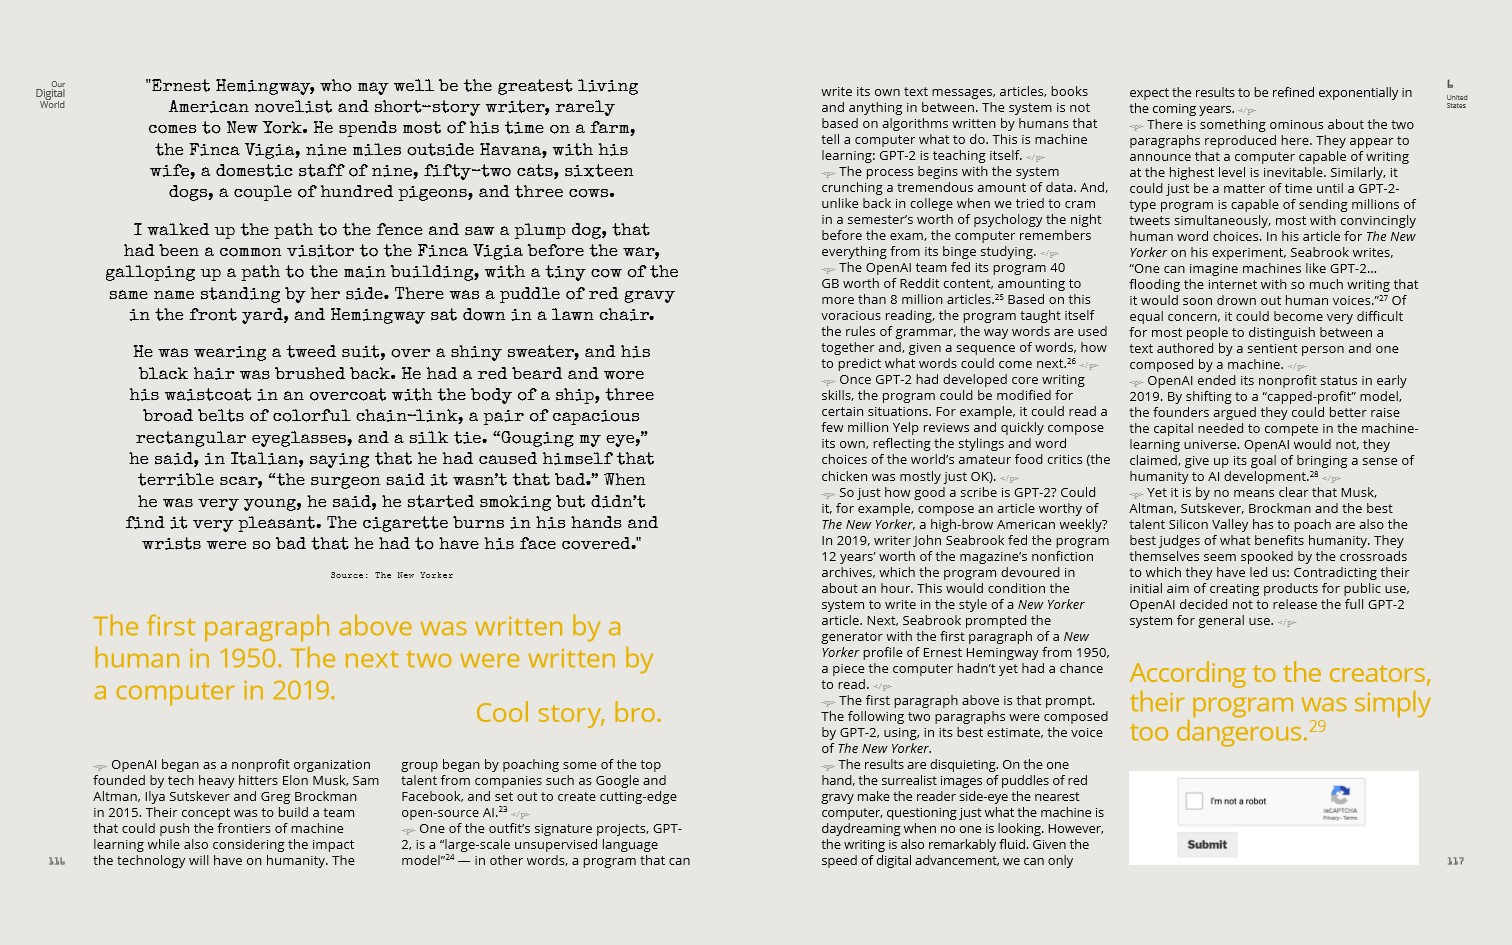 Our
Digital
World
"Ernest Hemingway, who may well be the greatest living
American novelist and short-story writer, rarely
comes to New York. He spends most of his time on a farm,
the Finca Vigia, nine miles outside Havana, with his
wife, a domestic staff of nine, fifty-two cats, sixteen
dogs, a couple of hundred pigeons, and three cows.
I walked up the path to the fence and saw a plump dog, that
had been a common visitor to the Finca Vigia before the war,
galloping up a path to the main building, with a tiny cow of the
same name standing by her side. There was a puddle of red gravy
in the front yard, and Hemingway sat down in a lawn chair.
He was wearing a tweed suit, over a shiny sweater, and his
black hair was brushed back. He had a red beard and wore
his waistcoat in an overcoat with the body of a ship, three
broad belts of colorful chain-link, a pair of capacious
rectangular eyeglasses, and a silk tie. “Gouging my eye,”
he said, in Italian, saying that he had caused himself that
terrible scar, “the surgeon said it wasn’t that bad.” When
he was very young, he said, he started smoking but didn’t
find it very pleasant. The cigarette burns in his hands and
wrists were so bad that he had to have his face covered."
Source: The New Yorker
The first paragraph above was written by a
human in 1950. The next two were written by
a computer in 2019.
Cool story, bro.
<p> OpenAI began as a nonprofit organization
founded by tech heavy hitters Elon Musk, Sam
Altman, Ilya Sutskever and Greg Brockman
in 2015. Their concept was to build a team
that could push the frontiers of machine
learning while also considering the impact
the technology will have on humanity. The
group began by poaching some of the top
talent from companies such as Google and
Facebook, and set out to create cutting-edge
open-source AI.²³ </p>
<p> One of the outfit’s signature projects, GPT-
2, is a “large-scale unsupervised language
model”²⁴ — in other words, a program that can
116
write its own text messages, articles, books
and anything in between. The system is not
based on algorithms written by humans that
tell a computer what to do. This is machine
learning: GPT-2 is teaching itself. </p>
<p> The process begins with the system
crunching a tremendous amount of data. And,
unlike back in college when we tried to cram
in a semester’s worth of psychology the night
before the exam, the computer remembers
everything from its binge studying. </p>
<p> The OpenAI team fed its program 40
GB worth of Reddit content, amounting to
more than 8 million articles.²⁵ Based on this
voracious reading, the program taught itself
the rules of grammar, the way words are used
together and, given a sequence of words, how
to predict what words could come next.²⁶ </p>
<p> Once GPT-2 had developed core writing
skills, the program could be modified for
certain situations. For example, it could read a
few million Yelp reviews and quickly compose
its own, reflecting the stylings and word
choices of the world’s amateur food critics (the
chicken was mostly just OK). </p>
<p> So just how good a scribe is GPT-2? Could
it, for example, compose an article worthy of
The New Yorker, a high-brow American weekly?
In 2019, writer John Seabrook fed the program
12 years’ worth of the magazine’s nonfiction
archives, which the program devoured in
about an hour. This would condition the
system to write in the style of a New Yorker
article. Next, Seabrook prompted the
generator with the first paragraph of a New
Yorker profile of Ernest Hemingway from 1950,
a piece the computer hadn’t yet had a chance
to read. </p>
<p> The first paragraph above is that prompt.
The following two paragraphs were composed
by GPT-2, using, in its best estimate, the voice
of The New Yorker.
<p> The results are disquieting. On the one
hand, the surrealist images of puddles of red
gravy make the reader side-eye the nearest
computer, questioning just what the machine is
daydreaming when no one is looking. However,
the writing is also remarkably fluid. Given the
speed of digital advancement, we can only
expect the results to be refined exponentially in
the coming years. </p>
<p> There is something ominous about the two
paragraphs reproduced here. They appear to
announce that a computer capable of writing
at the highest level is inevitable. Similarly, it
could just be a matter of time until a GPT-2-
type program is capable of sending millions of
tweets simultaneously, most with convincingly
human word choices. In his article for The New
Yorker on his experiment, Seabrook writes,
“One can imagine machines like GPT-2…
flooding the internet with so much writing that
it would soon drown out human voices.”²⁷ Of
equal concern, it could become very difficult
for most people to distinguish between a
text authored by a sentient person and one
composed by a machine. </p>
<p> OpenAI ended its nonprofit status in early
2019. By shifting to a “capped-profit” model,
the founders argued they could better raise
the capital needed to compete in the machine-
learning universe. OpenAI would not, they
claimed, give up its goal of bringing a sense of
humanity to AI development.²⁸ </p>
<p> Yet it is by no means clear that Musk,
Altman, Sutskever, Brockman and the best
talent Silicon Valley has to poach are also the
best judges of what benefits humanity. They
themselves seem spooked by the crossroads
to which they have led us: Contradicting their
initial aim of creating products for public use,
OpenAI decided not to release the full GPT-2
system for general use. </p>
According to the creators,
their program was simply
too dangerous.²⁹
I'm not a robot
reCAPTCHA
Privacy - Terms
Submit
United
States
117